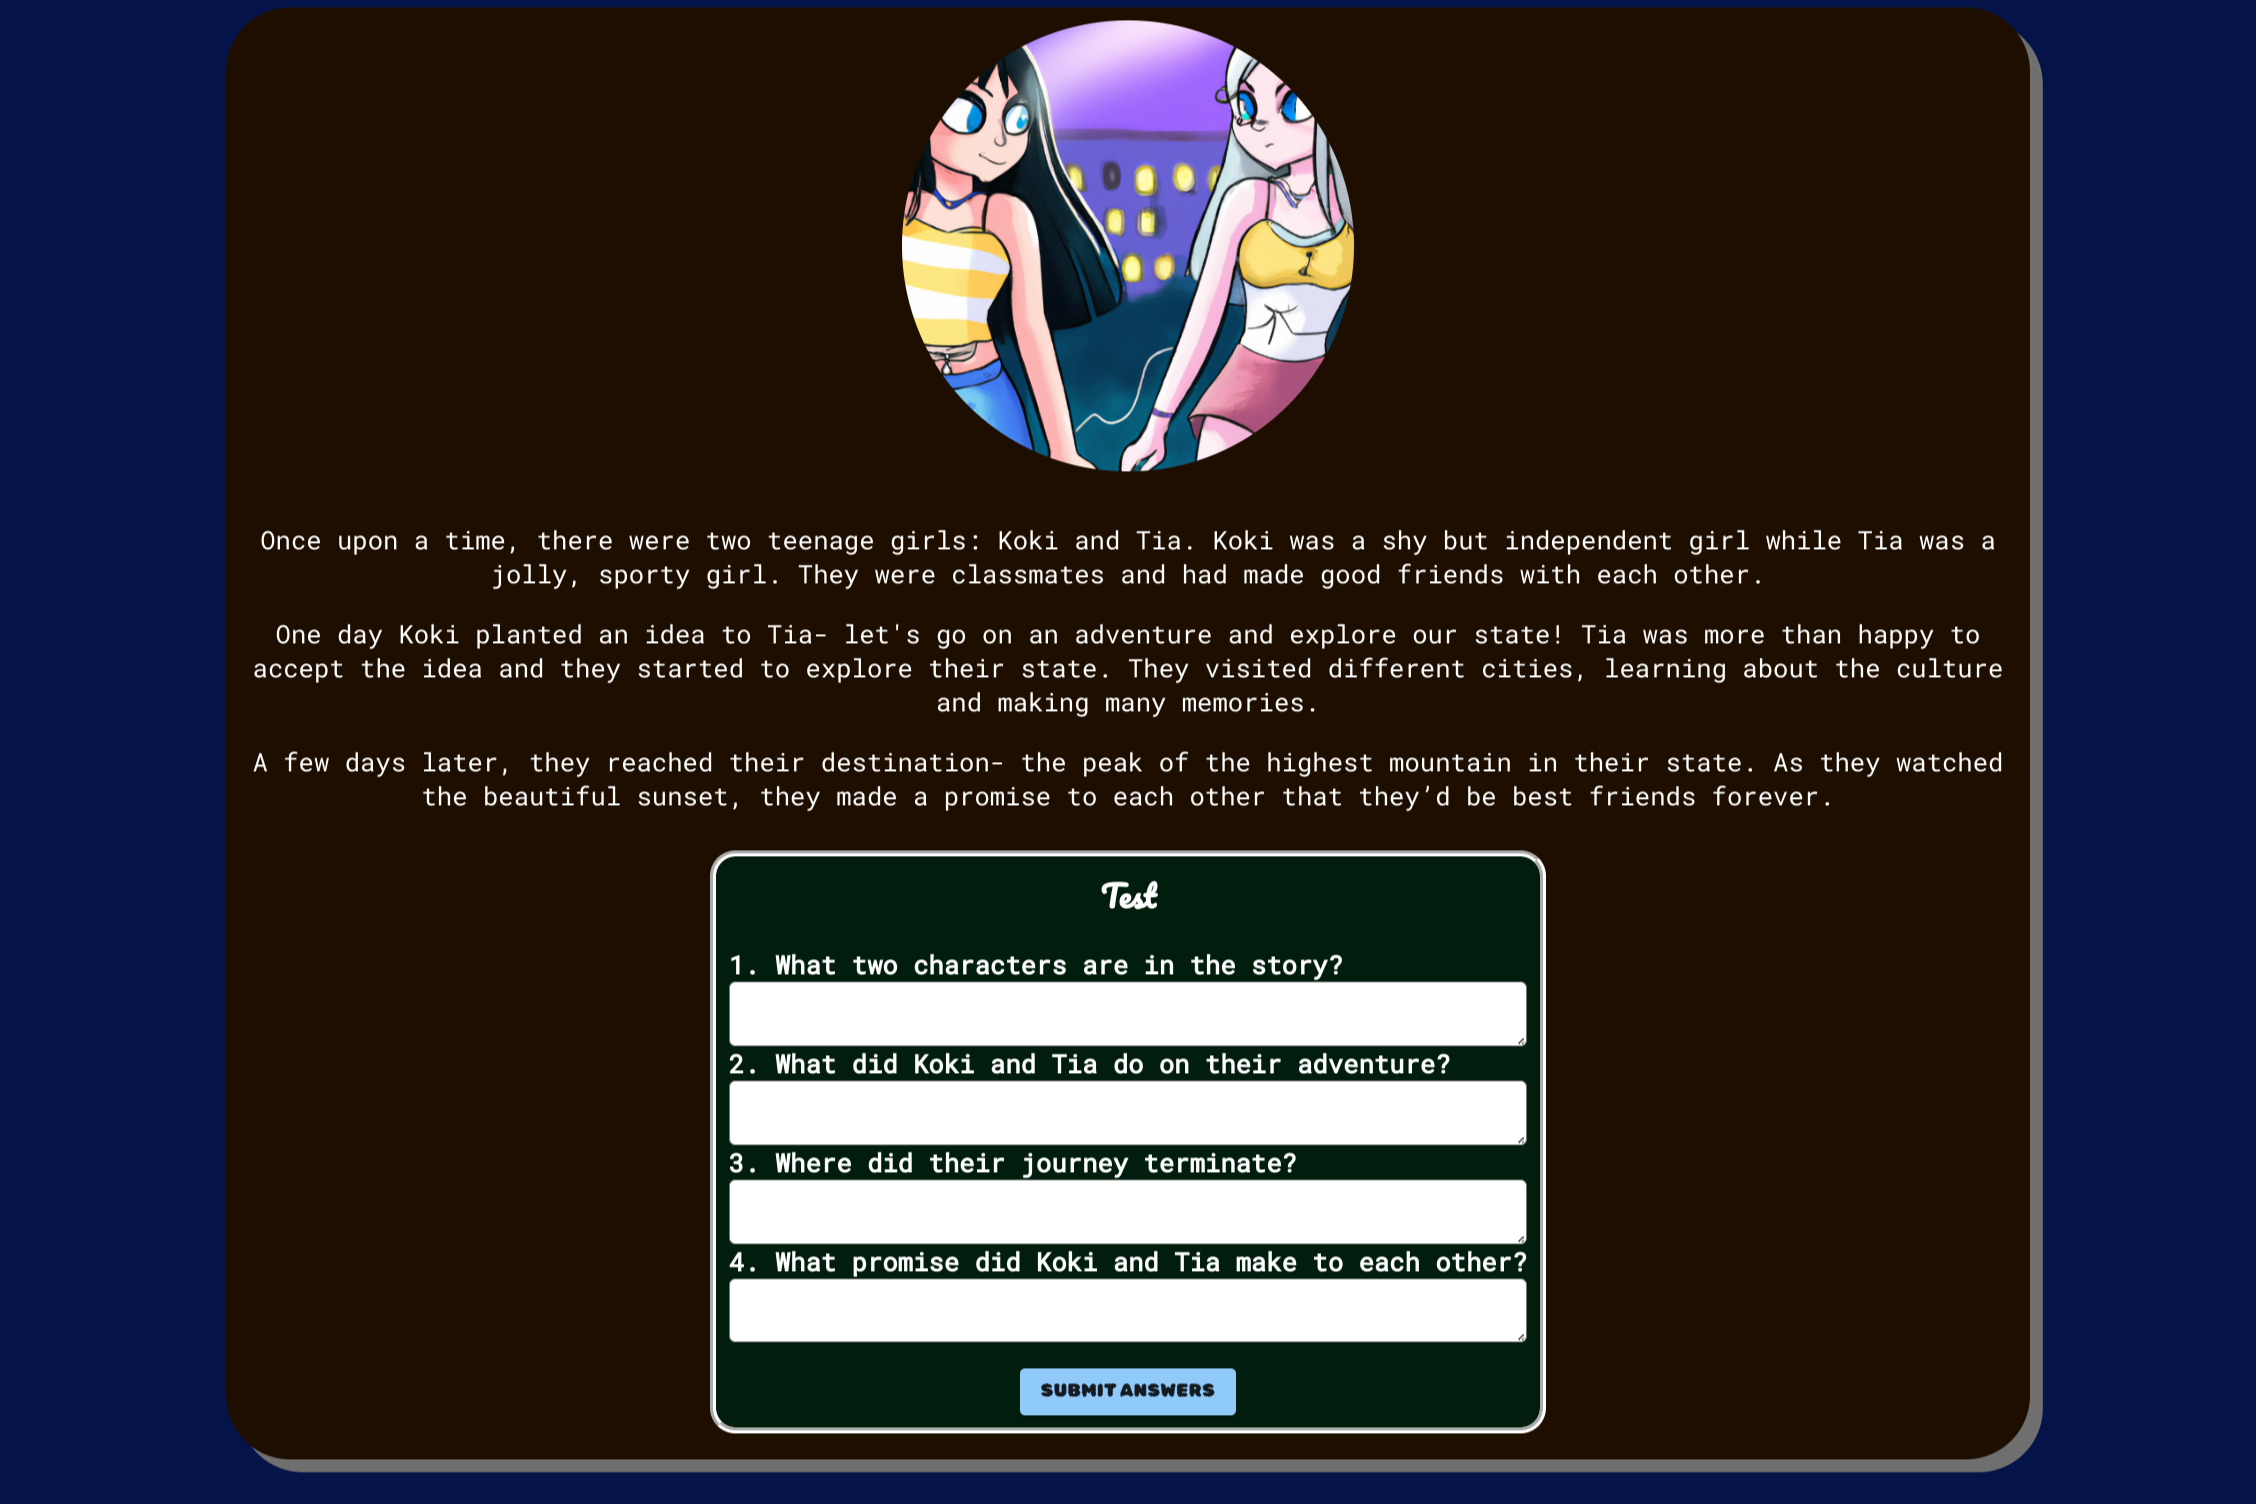 Once upon a time, there were two teenage girls: Koki and Tia. Koki was a shy but independent girl while Tia was a
jolly, sporty girl. They were classmates and had made good friends with each other.
One day Koki planted an idea to Tia- let's go on an adventure and explore our state! Tia was more than happy to
accept the idea and they started to explore their state. They visited different cities, learning about the culture
and making many memories.
A few days later, they reached their destination- the peak of the highest mountain in their state. As they watched
the beautiful sunset, they made a promise to each other that they’d be best friends forever.
Test
1. What two characters are in the story?
2. What did Koki and Tia do on their adventure?
3. Where did their journey terminate?
4. What promise did Koki and Tia make to each other?
SUBMIT ANSWERS